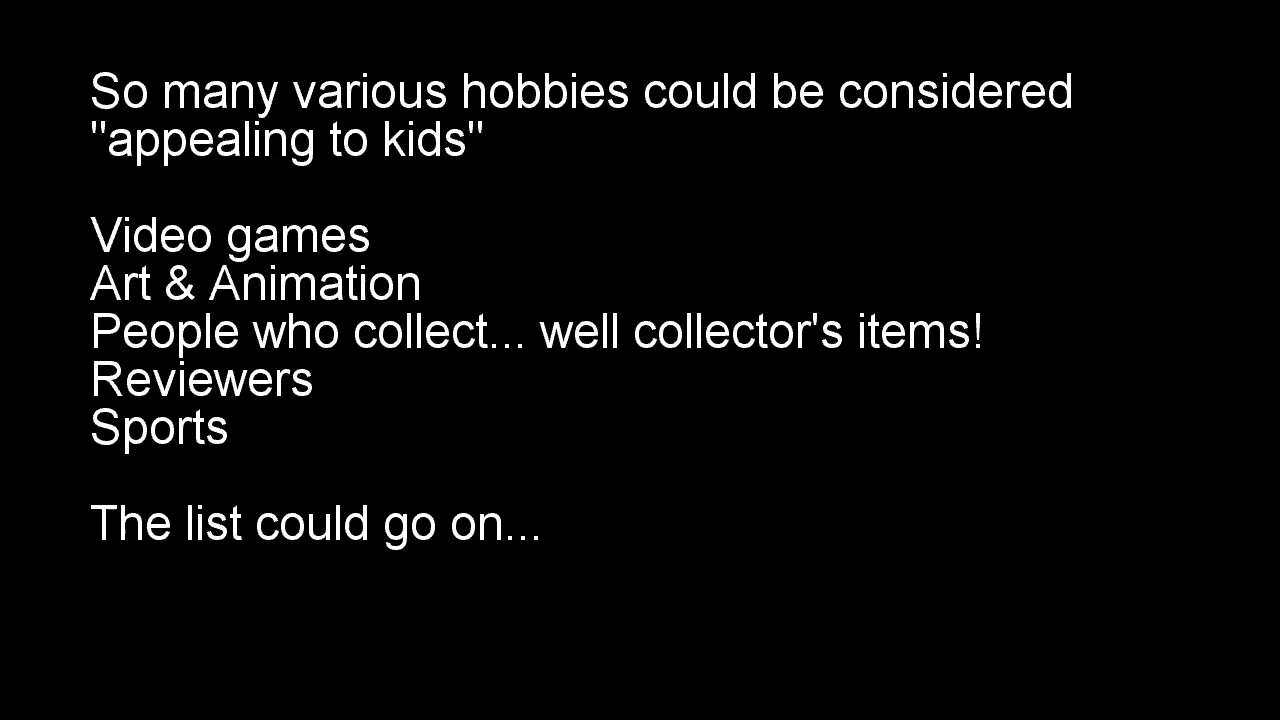 So many various hobbies could be considered
"appealing to kids"
Video games
Art & Animation
People who collect... well collector's items!
Reviewers
Sports
The list could go on...